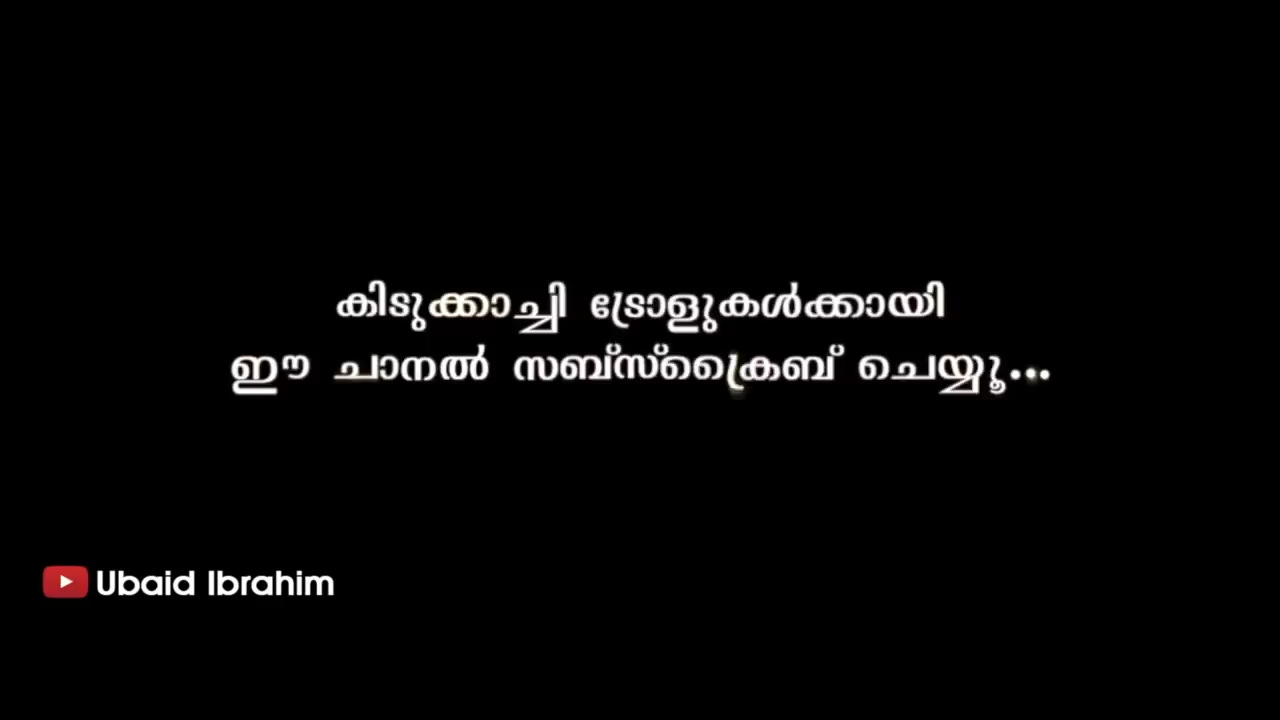 കിടുക്കാച്ചി ട്രോളുകൾക്കായി
ഈ ചാനൽ സബ്സ്ക്രൈബ് ചെയ്യൂ...
Ubaid Ibrahim